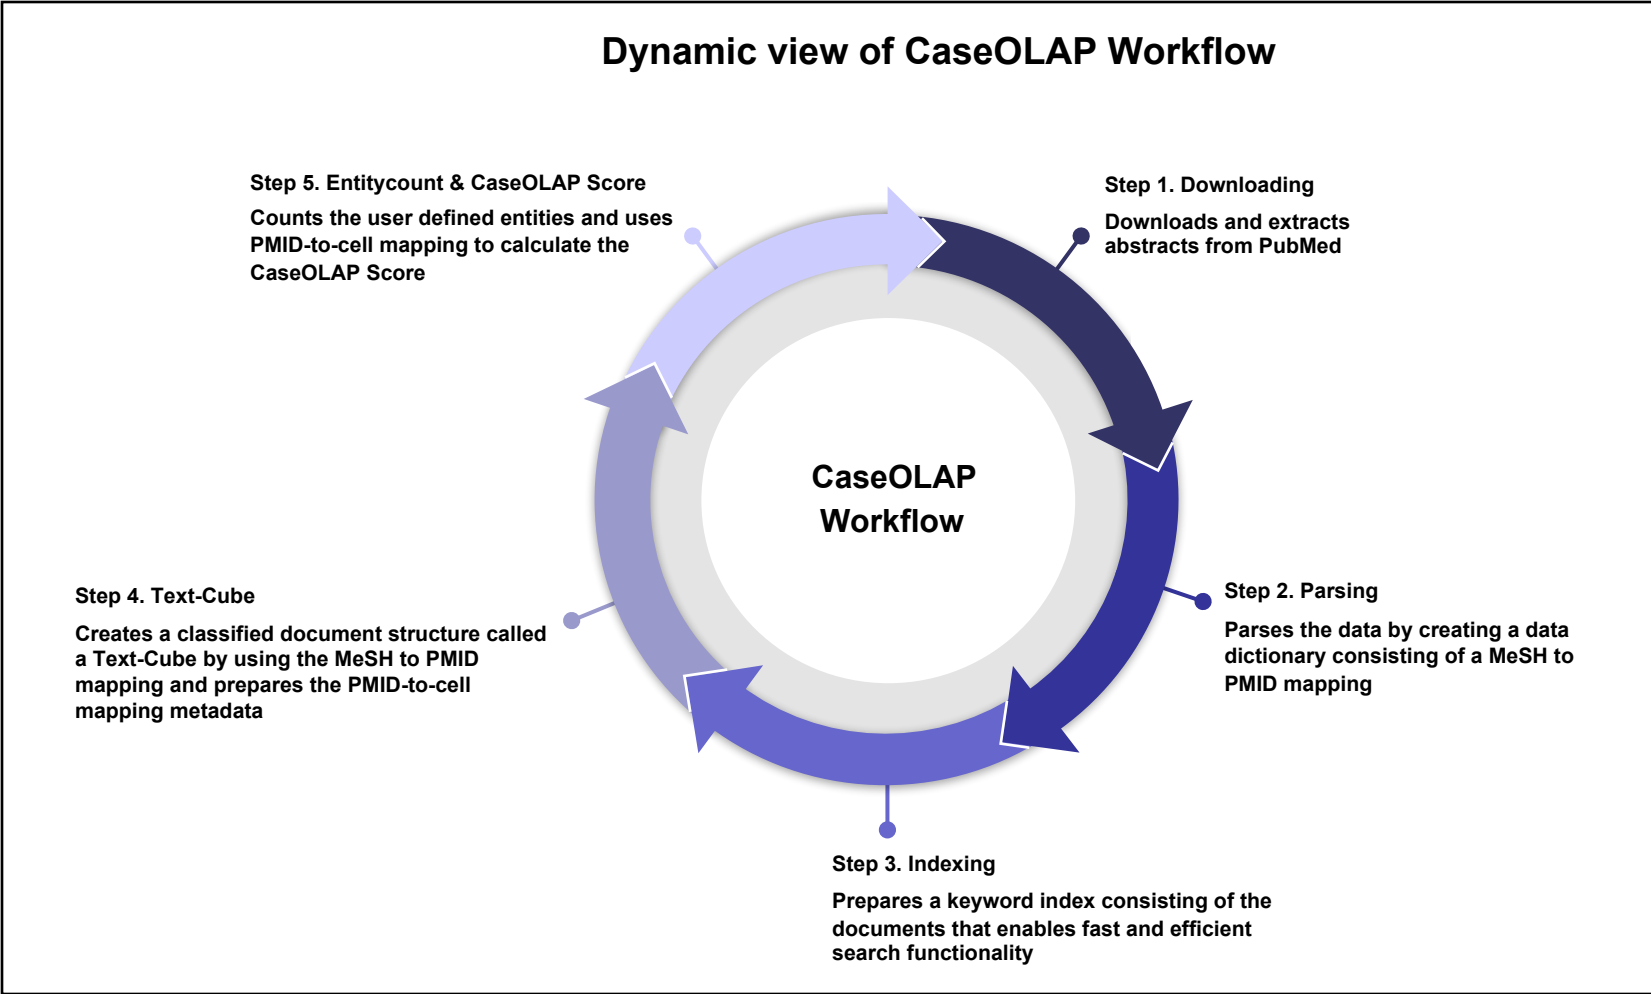 Dynamic view of CaseOLAP Workflow
Step 1. Downloading
Downloads and extracts
abstracts from PubMed
Step 2. Parsing
Parses the data by creating a data
dictionary consisting of a MeSH to
PMID mapping
Step 3. Indexing
Prepares a keyword index consisting of the
documents that enables fast and efficient
search functionality
Step 4. Text-Cube
Creates a classified document structure called
a Text-Cube by using the MeSH to PMID
mapping and prepares the PMID-to-cell
mapping metadata
Step 5. Entitycount & CaseOLAP Score
Counts the user defined entities and uses
PMID-to-cell mapping to calculate the
CaseOLAP Score
CaseOLAP
Workflow